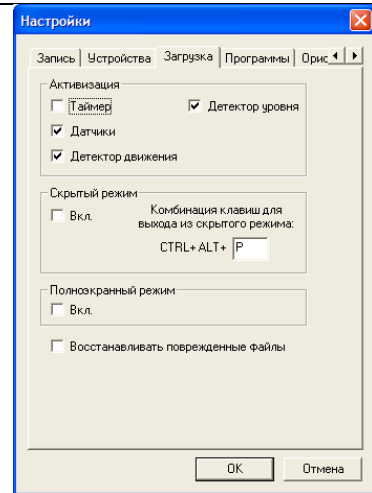 Настройки
Запись Устройства Загрузка Программы Орис
Активизация
Таймер Детектор уровня
Датчики
Детектор движения
Скрытый режим
Вкл. Комбинация клавиш для
выхода из скрытого режима:
CTRL+ ALT+ P
Полноэкранный режим
Вкл.
Восстанавливать поврежденные файлы
OK Отмена